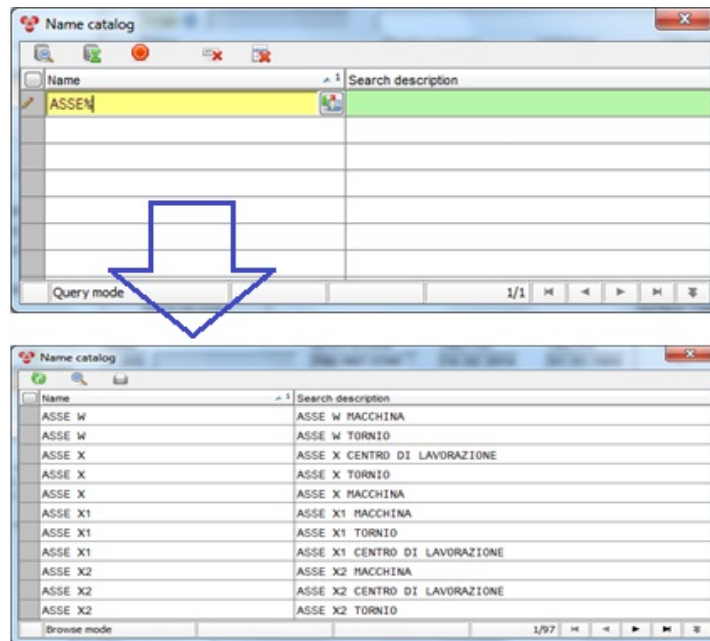 Name catalog
Name 1 Search description
ASSE%
Query mode 1/1
Name catalog
Name 1 Search description
ASSE W ASSE W MACCHINA
ASSE W ASSE W TORNIO
ASSE X ASSE X CENTRO DI LAVORAZIONE
ASSE X ASSE X TORNIO
ASSE X ASSE X MACCHINA
ASSE X1 ASSE X1 MACCHINA
ASSE X1 ASSE X1 TORNIO
ASSE X1 ASSE X1 CENTRO DI LAVORAZIONE
ASSE X2 ASSE X2 MACCHINA
ASSE X2 ASSE X2 CENTRO DI LAVORAZIONE
ASSE X2 ASSE X2 TORNIO
Browse mode 1/97